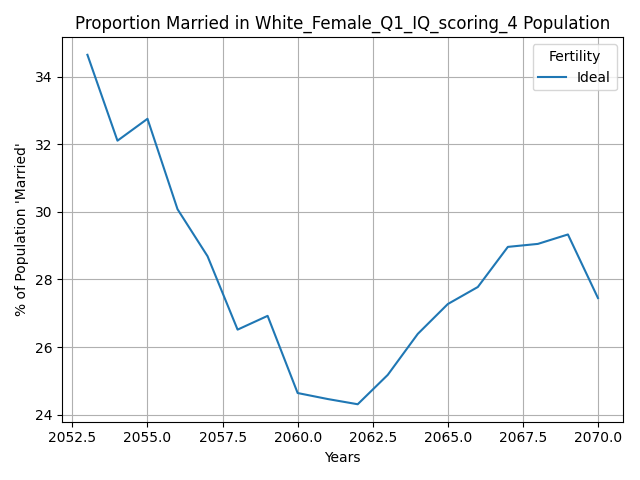 Proportion Married in White_Female_Q1_IQ_scoring_4 Population
Fertility
Ideal
% of Population 'Married'
34
32
30
28
26
24
2052.5 2055.0 2057.5 2060.0 2062.5 2065.0 2067.5 2070.0
Years